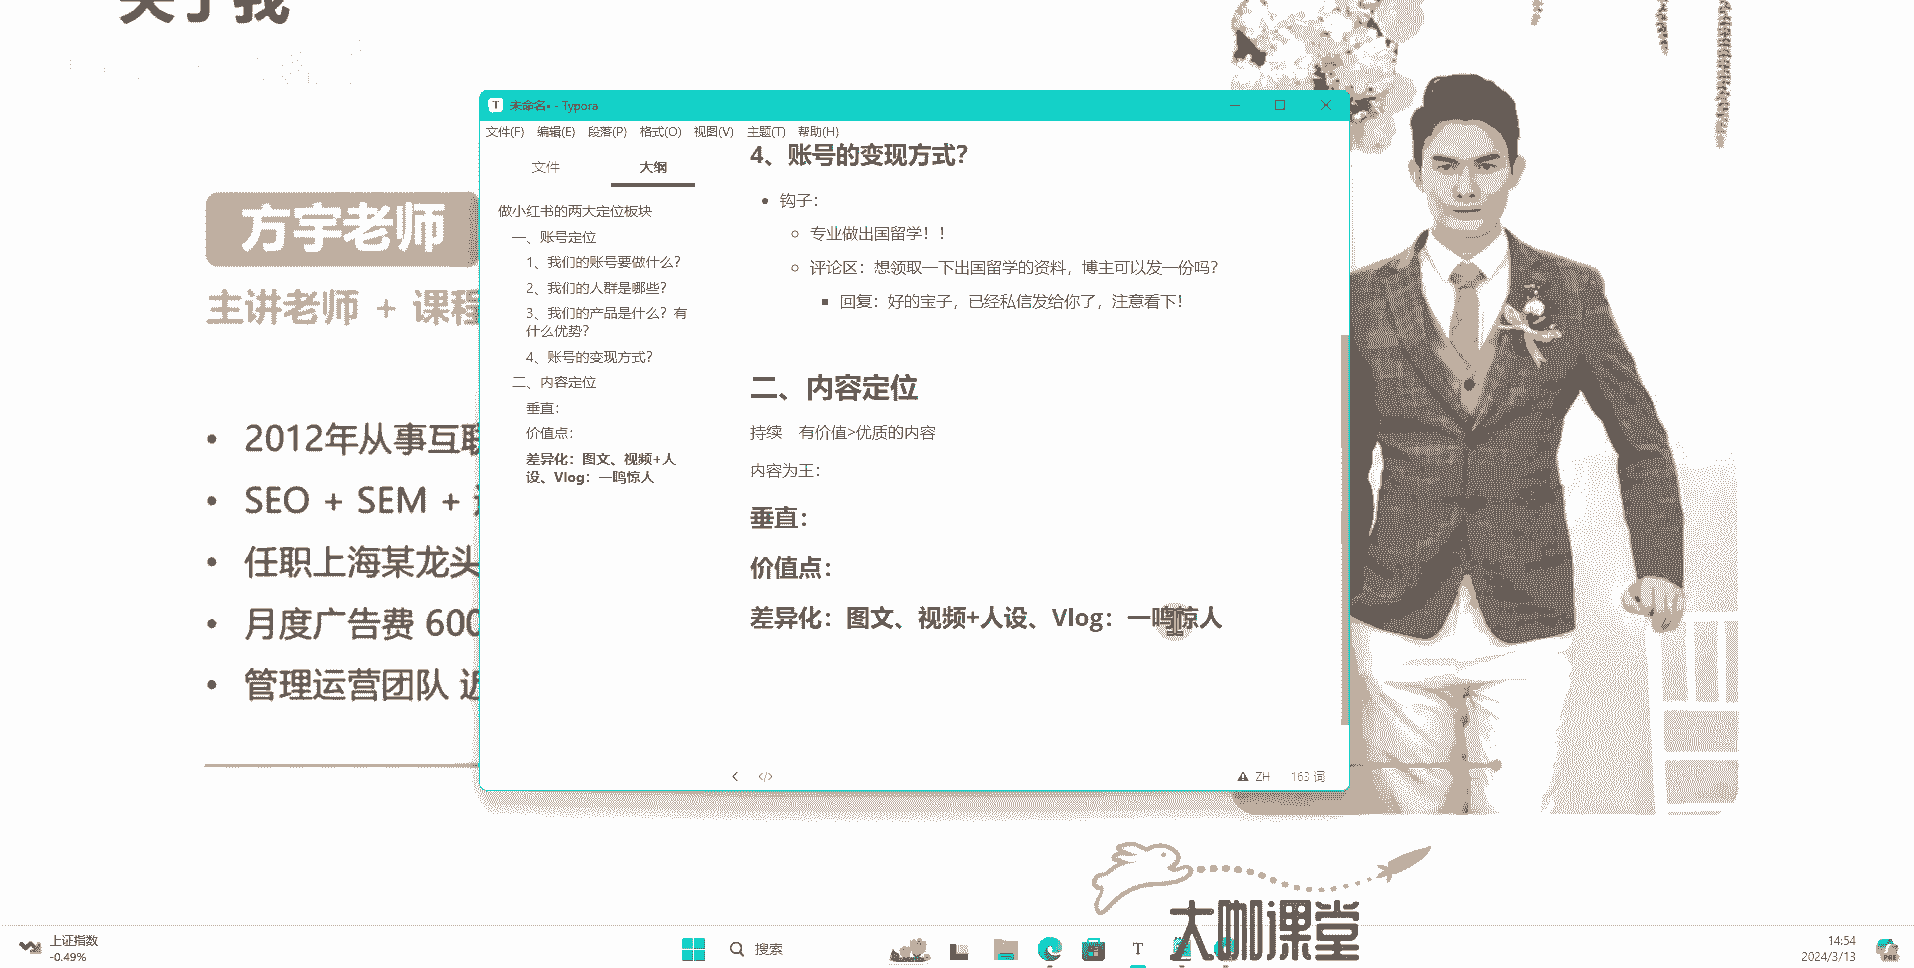 关于我
方宇老师
主讲老师 + 课程
2012年从事互联
SEO + SEM +
任职上海某龙头
月度广告费 600
管理运营团队 近
未命名• - Typora
文件(F) 编辑(E) 段落(P) 格式(O) 视图(V) 主题(T) 帮助(H)
文件 大纲
做小红书的两大定位板块
一、账号定位
1、我们的账号要做什么？
2、我们的人群是哪些？
3、我们的产品是什么？有
什么优势？
4、账号的变现方式？
二、内容定位
垂直：
价值点：
差异化：图文、视频+人
设、Vlog：一鸣惊人
4、账号的变现方式？
钩子：
专业做出国留学！！
评论区：想领取一下出国留学的资料，博主可以发一份吗？
回复：好的宝子，已经私信发给你了，注意看下！
二、内容定位
持续 有价值>优质的内容
内容为王：
垂直：
价值点：
差异化：图文、视频+人设、Vlog：一鸣惊人
</> ZH 163 词
大咖课堂
上证指数
-0.49%
搜索
14:54
2024/3/13